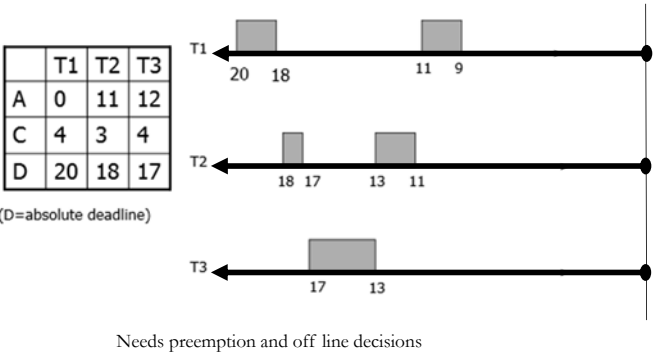 T1 T2 T3
A 0 11 12
C 4 3 4
D 20 18 17
(D=absolute deadline)
T1
20 18 11 9
T2
18 17 13 11
T3
17 13
Needs preemption and off line decisions